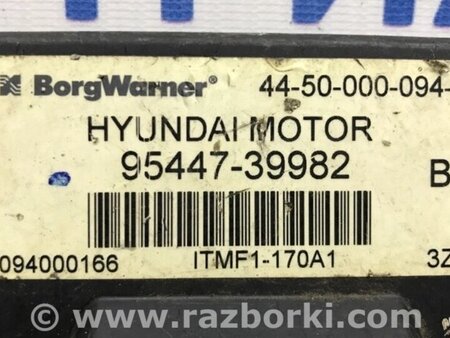 BorgWarner® 44-50-000-094-
HYUNDAI MOTOR
95447-39982 B
094000166 ITMF1-170A1 3Z
© www.razborki.com